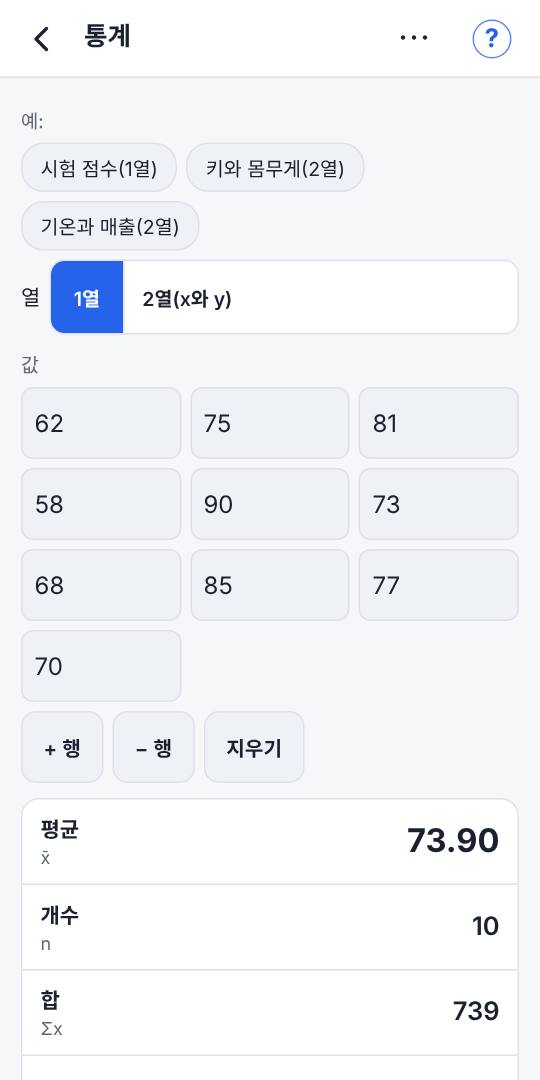 통계
?
예:
시험 점수(1열)
키와 몸무게(2열)
기온과 매출(2열)
열
1열
2열(x와 y)
값
62
75
81
58
90
73
68
85
77
70
+ 행
− 행
지우기
평균
x̄
73.90
개수
n
10
합
Σx
739